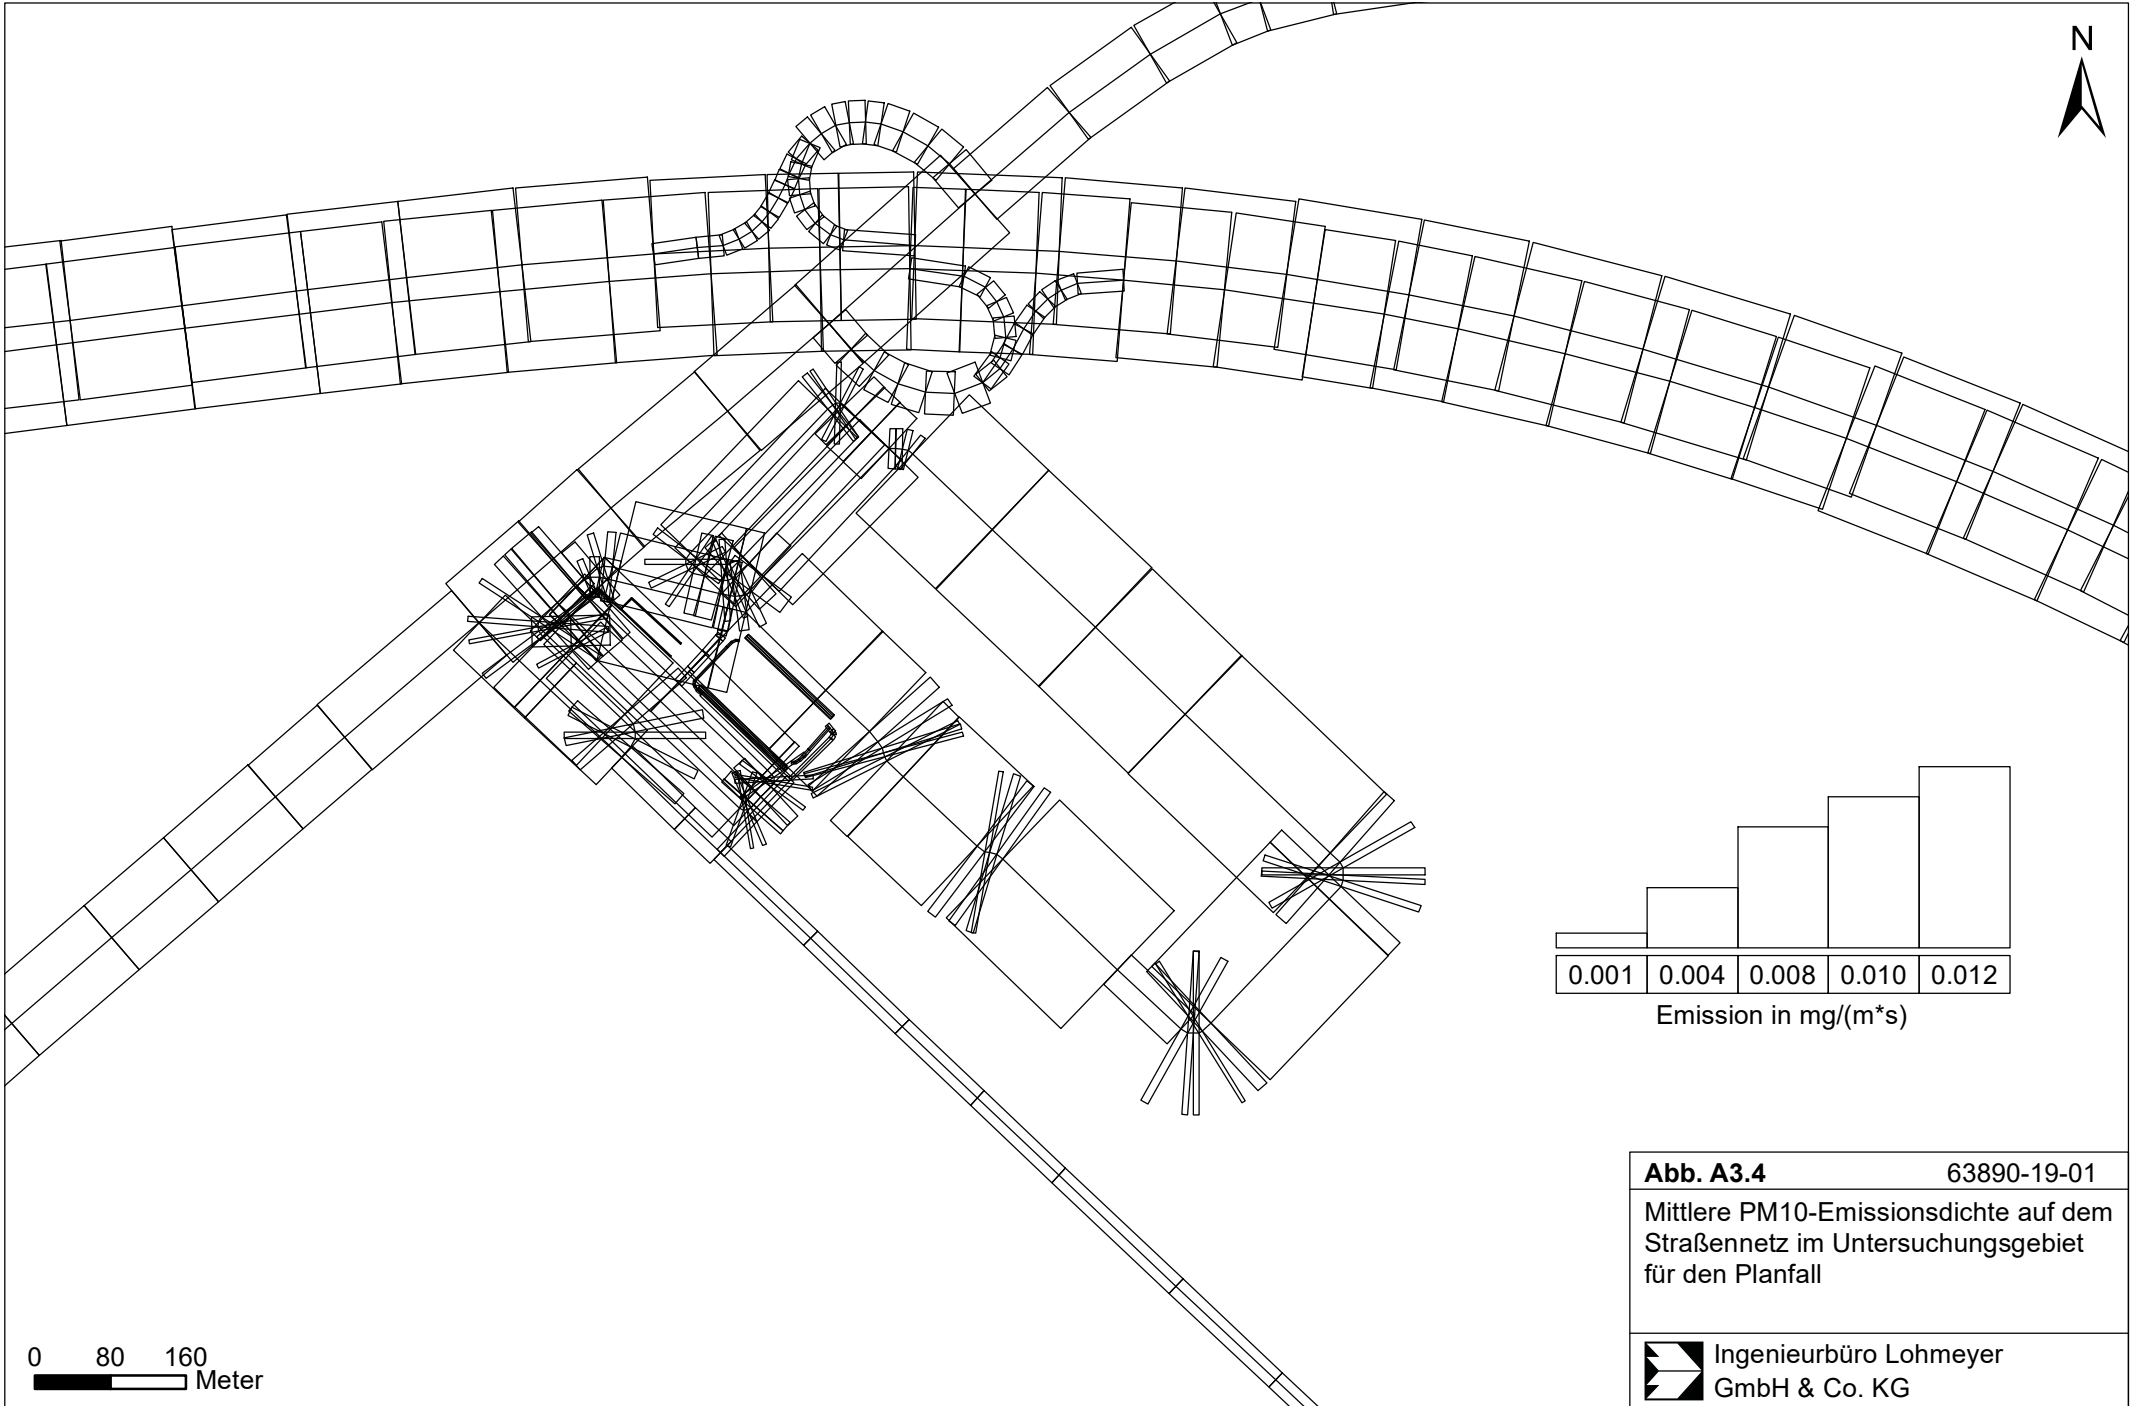 N
0.001 0.004 0.008 0.010 0.012
Emission in mg/(m*s)
Abb. A3.4 63890-19-01
Mittlere PM10-Emissionsdichte auf dem
Straßennetz im Untersuchungsgebiet
für den Planfall
0 80 160
Meter
Ingenieurbüro Lohmeyer
GmbH & Co. KG